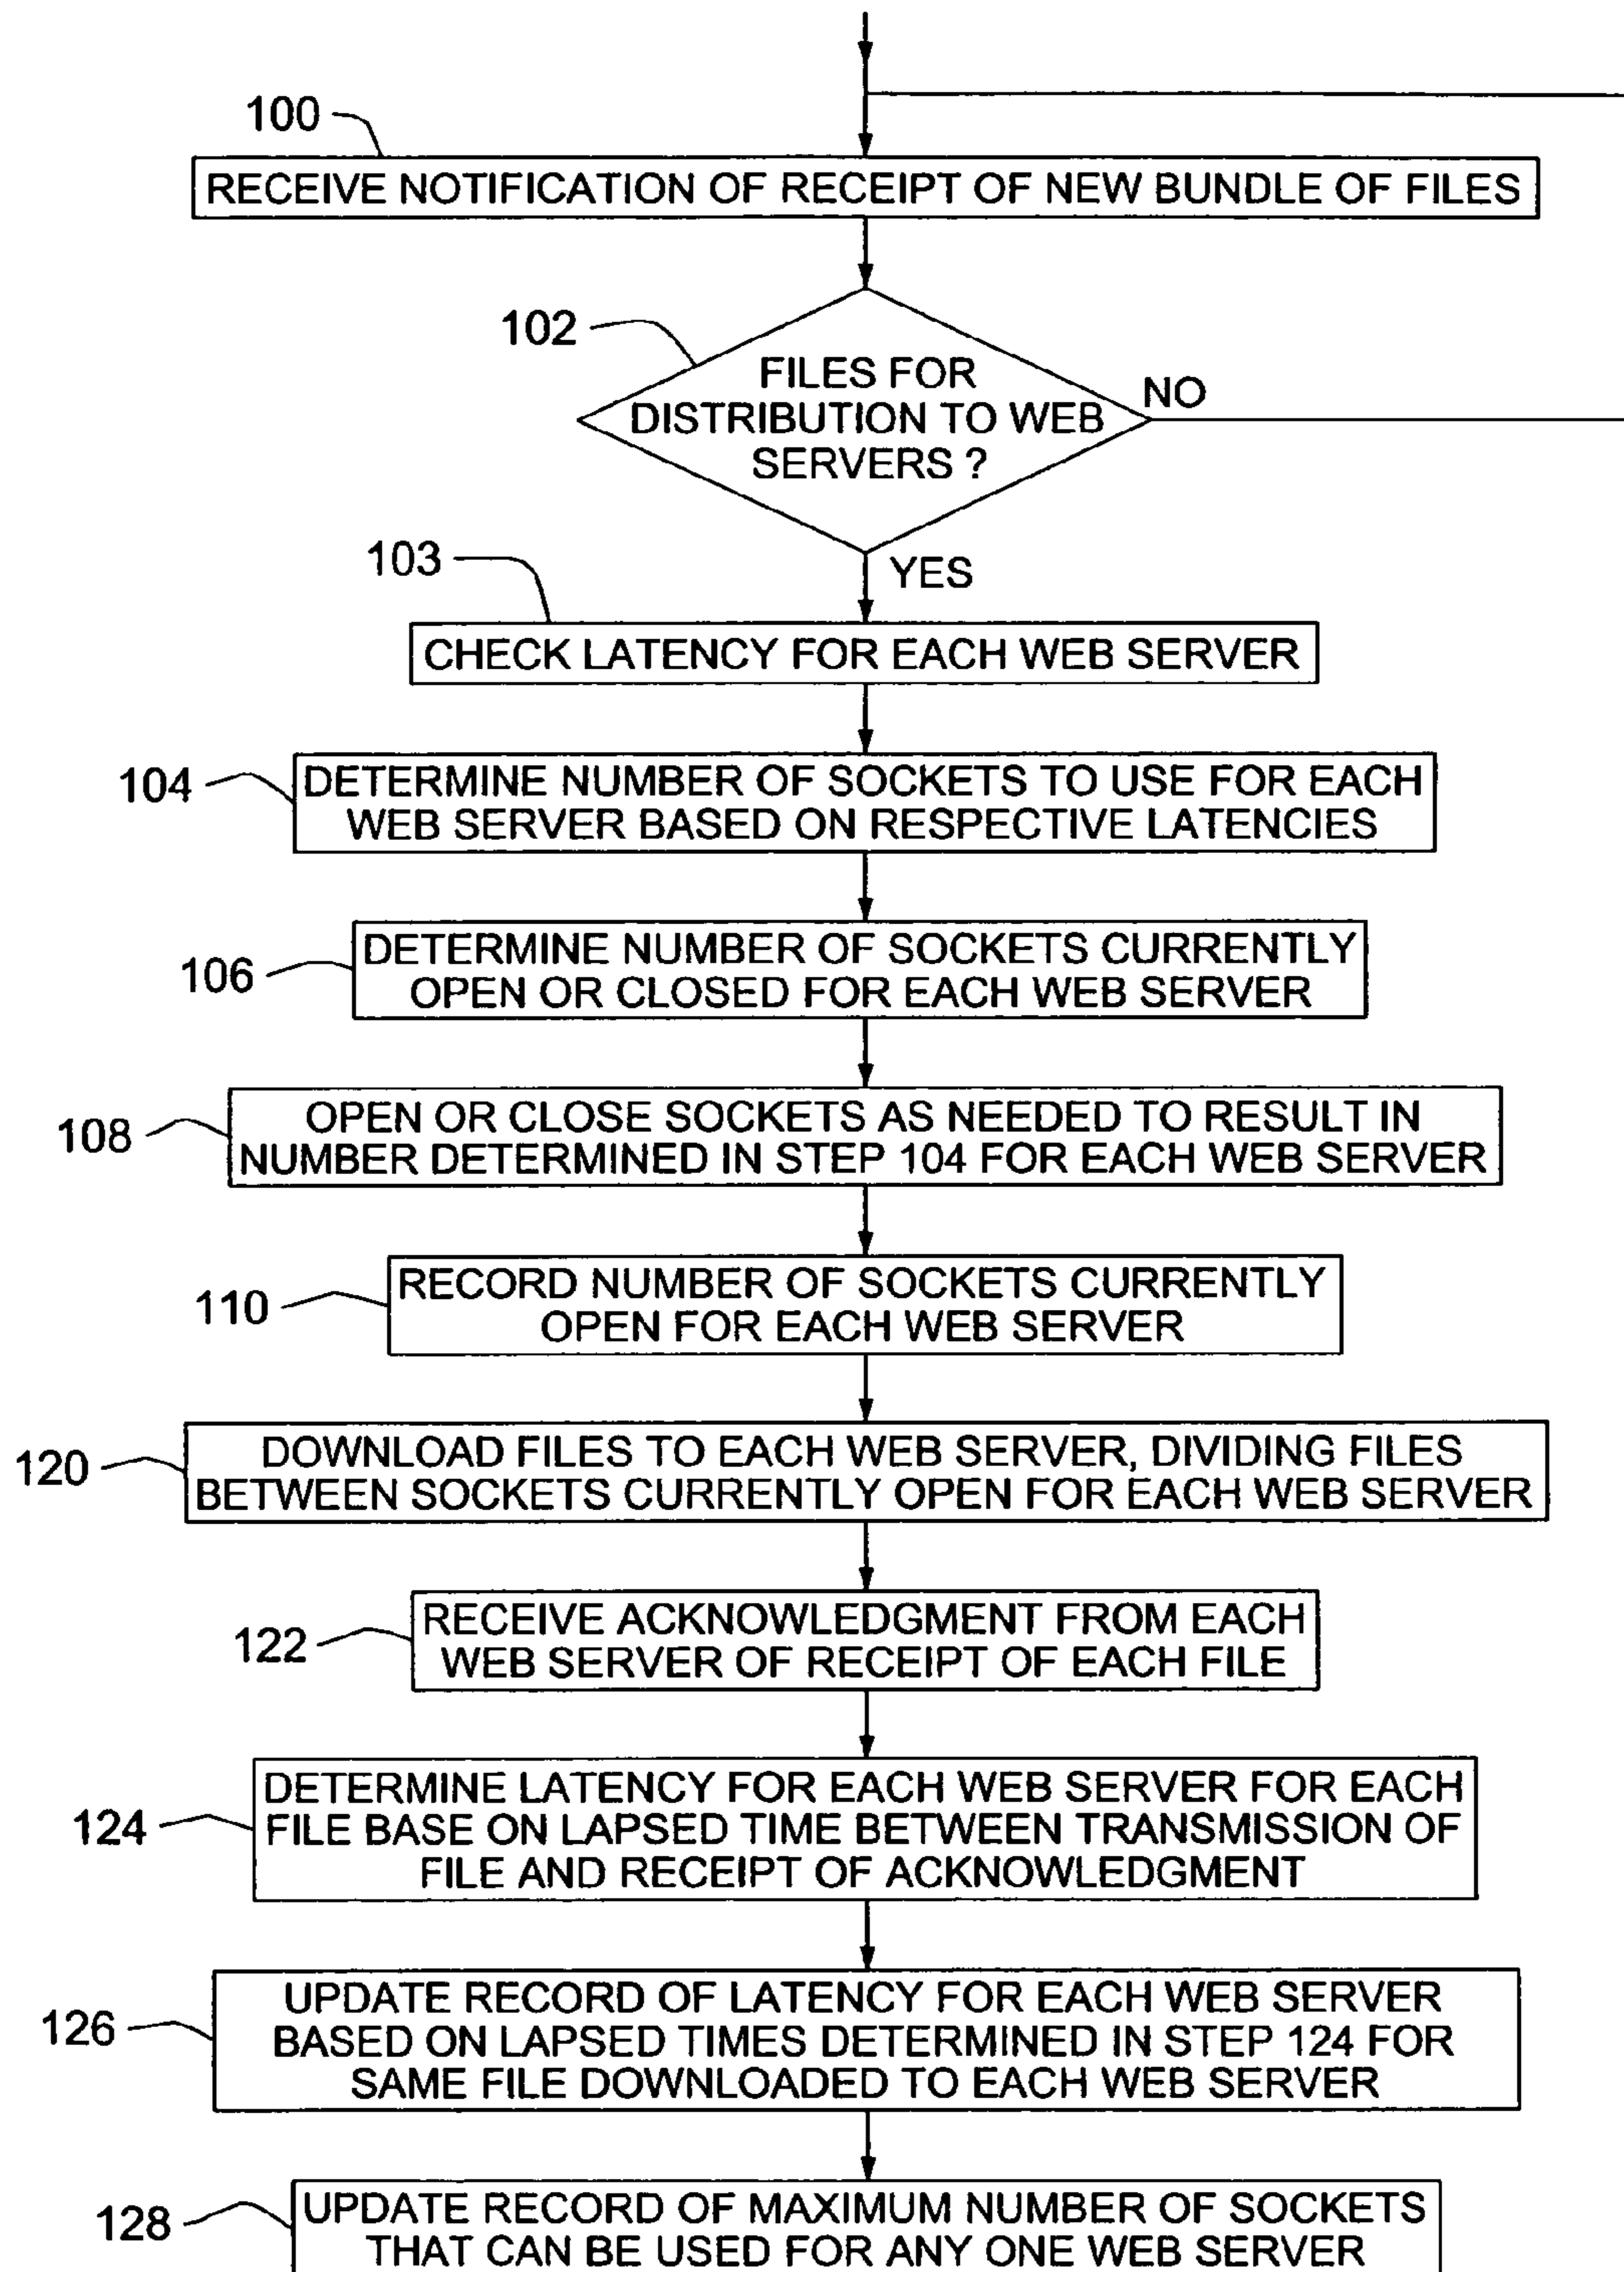 100
RECEIVE NOTIFICATION OF RECEIPT OF NEW BUNDLE OF FILES
102
FILES FOR
DISTRIBUTION TO WEB
SERVERS ?
NO
YES
103
CHECK LATENCY FOR EACH WEB SERVER
104
DETERMINE NUMBER OF SOCKETS TO USE FOR EACH
WEB SERVER BASED ON RESPECTIVE LATENCIES
106
DETERMINE NUMBER OF SOCKETS CURRENTLY
OPEN OR CLOSED FOR EACH WEB SERVER
108
OPEN OR CLOSE SOCKETS AS NEEDED TO RESULT IN
NUMBER DETERMINED IN STEP 104 FOR EACH WEB SERVER
110
RECORD NUMBER OF SOCKETS CURRENTLY
OPEN FOR EACH WEB SERVER
120
DOWNLOAD FILES TO EACH WEB SERVER, DIVIDING FILES
BETWEEN SOCKETS CURRENTLY OPEN FOR EACH WEB SERVER
122
RECEIVE ACKNOWLEDGMENT FROM EACH
WEB SERVER OF RECEIPT OF EACH FILE
124
DETERMINE LATENCY FOR EACH WEB SERVER FOR EACH
FILE BASE ON LAPSED TIME BETWEEN TRANSMISSION OF
FILE AND RECEIPT OF ACKNOWLEDGMENT
126
UPDATE RECORD OF LATENCY FOR EACH WEB SERVER
BASED ON LAPSED TIMES DETERMINED IN STEP 124 FOR
SAME FILE DOWNLOADED TO EACH WEB SERVER
128
UPDATE RECORD OF MAXIMUM NUMBER OF SOCKETS
THAT CAN BE USED FOR ANY ONE WEB SERVER